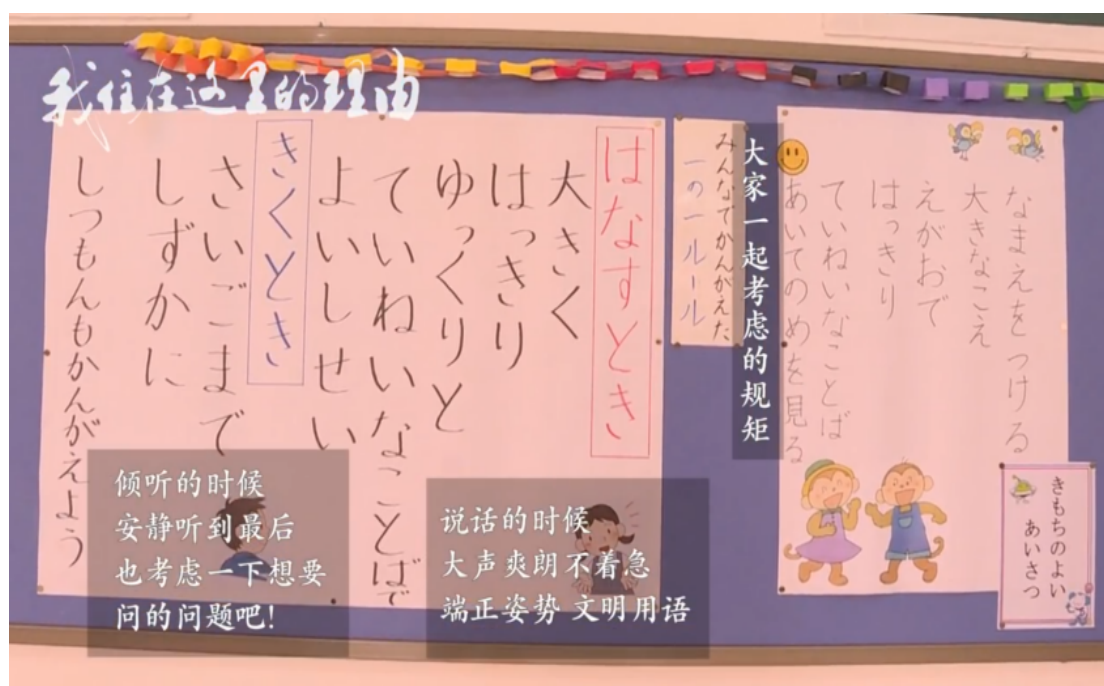 我住在这里的理由
なまえをつける
大きなこえ
えがおで
はっきり
ていねいなことば
あいてのめを見る
きもちのよい
あいさつ
みんなでかんがえた
一の一ルール
大家一起考虑的规矩
はなすとき
大きく
はっきり
ゆっくりと
ていねいなことばで
よいしせい
きくとき
さいごまで
しずかに
しつもんもかんがえよう
说话的时候
大声爽朗不着急
端正姿势 文明用语
倾听的时候
安静听到最后
也考虑一下想要
问的问题吧!